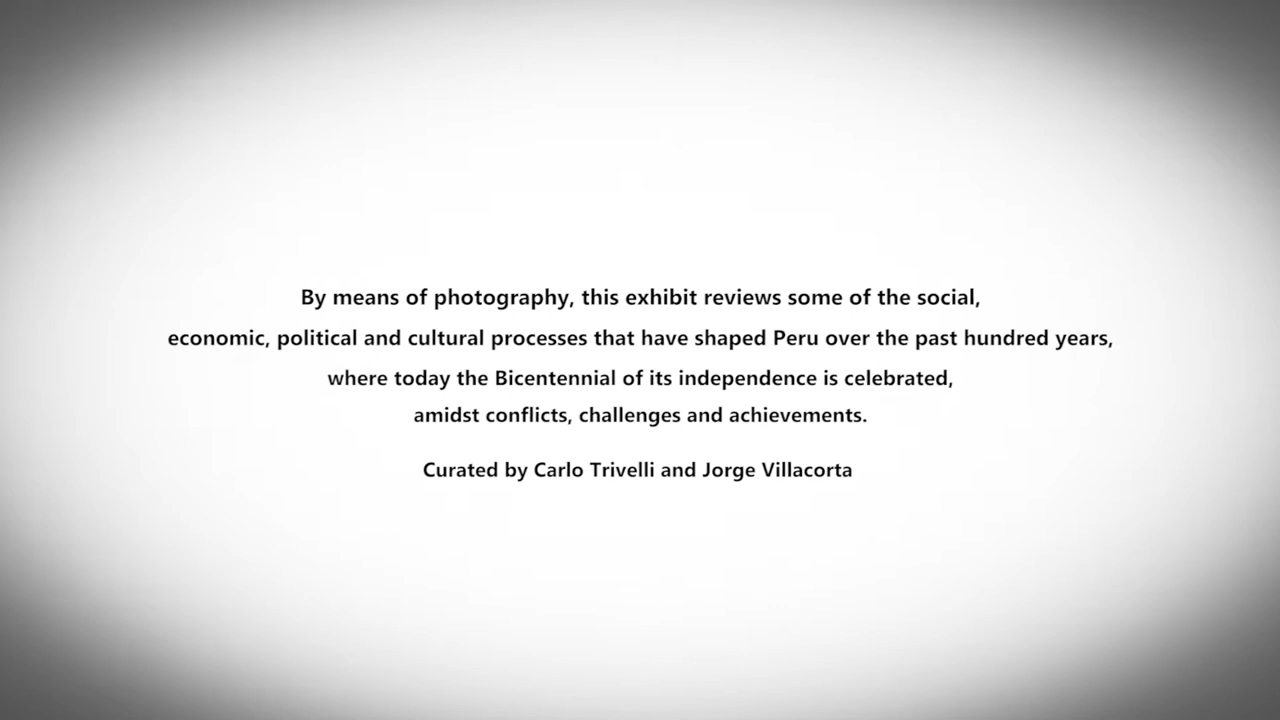 By means of photography, this exhibit reviews some of the social,
economic, political and cultural processes that have shaped Peru over the past hundred years,
where today the Bicentennial of its independence is celebrated,
amidst conflicts, challenges and achievements.
Curated by Carlo Trivelli and Jorge Villacorta